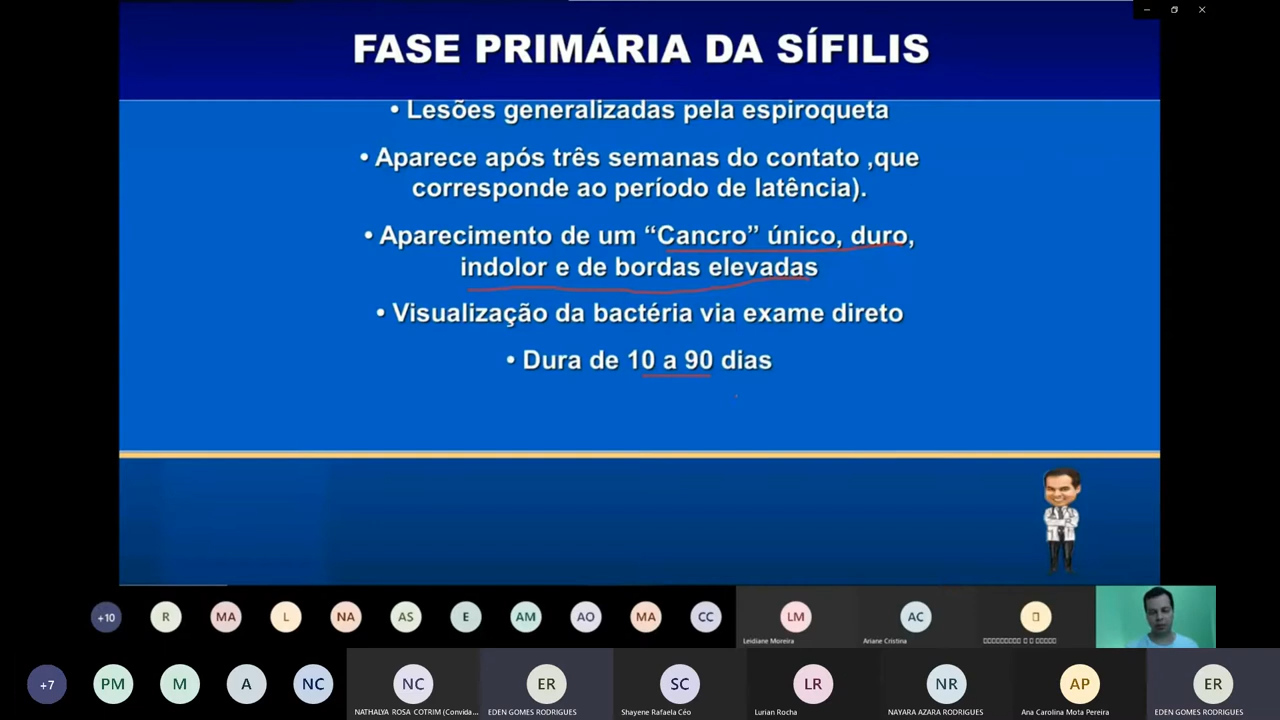 FASE PRIMÁRIA DA SÍFILIS
• Lesões generalizadas pela espiroqueta
• Aparece após três semanas do contato ,que
corresponde ao período de latência).
• Aparecimento de um “Cancro” único, duro,
indolor e de bordas elevadas
• Visualização da bactéria via exame direto
• Dura de 10 a 90 dias
+10 R MA L NA AS E AM AO MA CC LM AC
Leidiane Moreira Ariane Cristina
+7 PM M A NC NC ER SC LR NR AP ER
NATHALYA ROSA COTRIM (Convida... EDEN GOMES RODRIGUES Shayene Rafaela Céo Lurian Rocha NAYARA AZARA RODRIGUES Ana Carolina Mota Pereira EDEN GOMES RODRIGUES